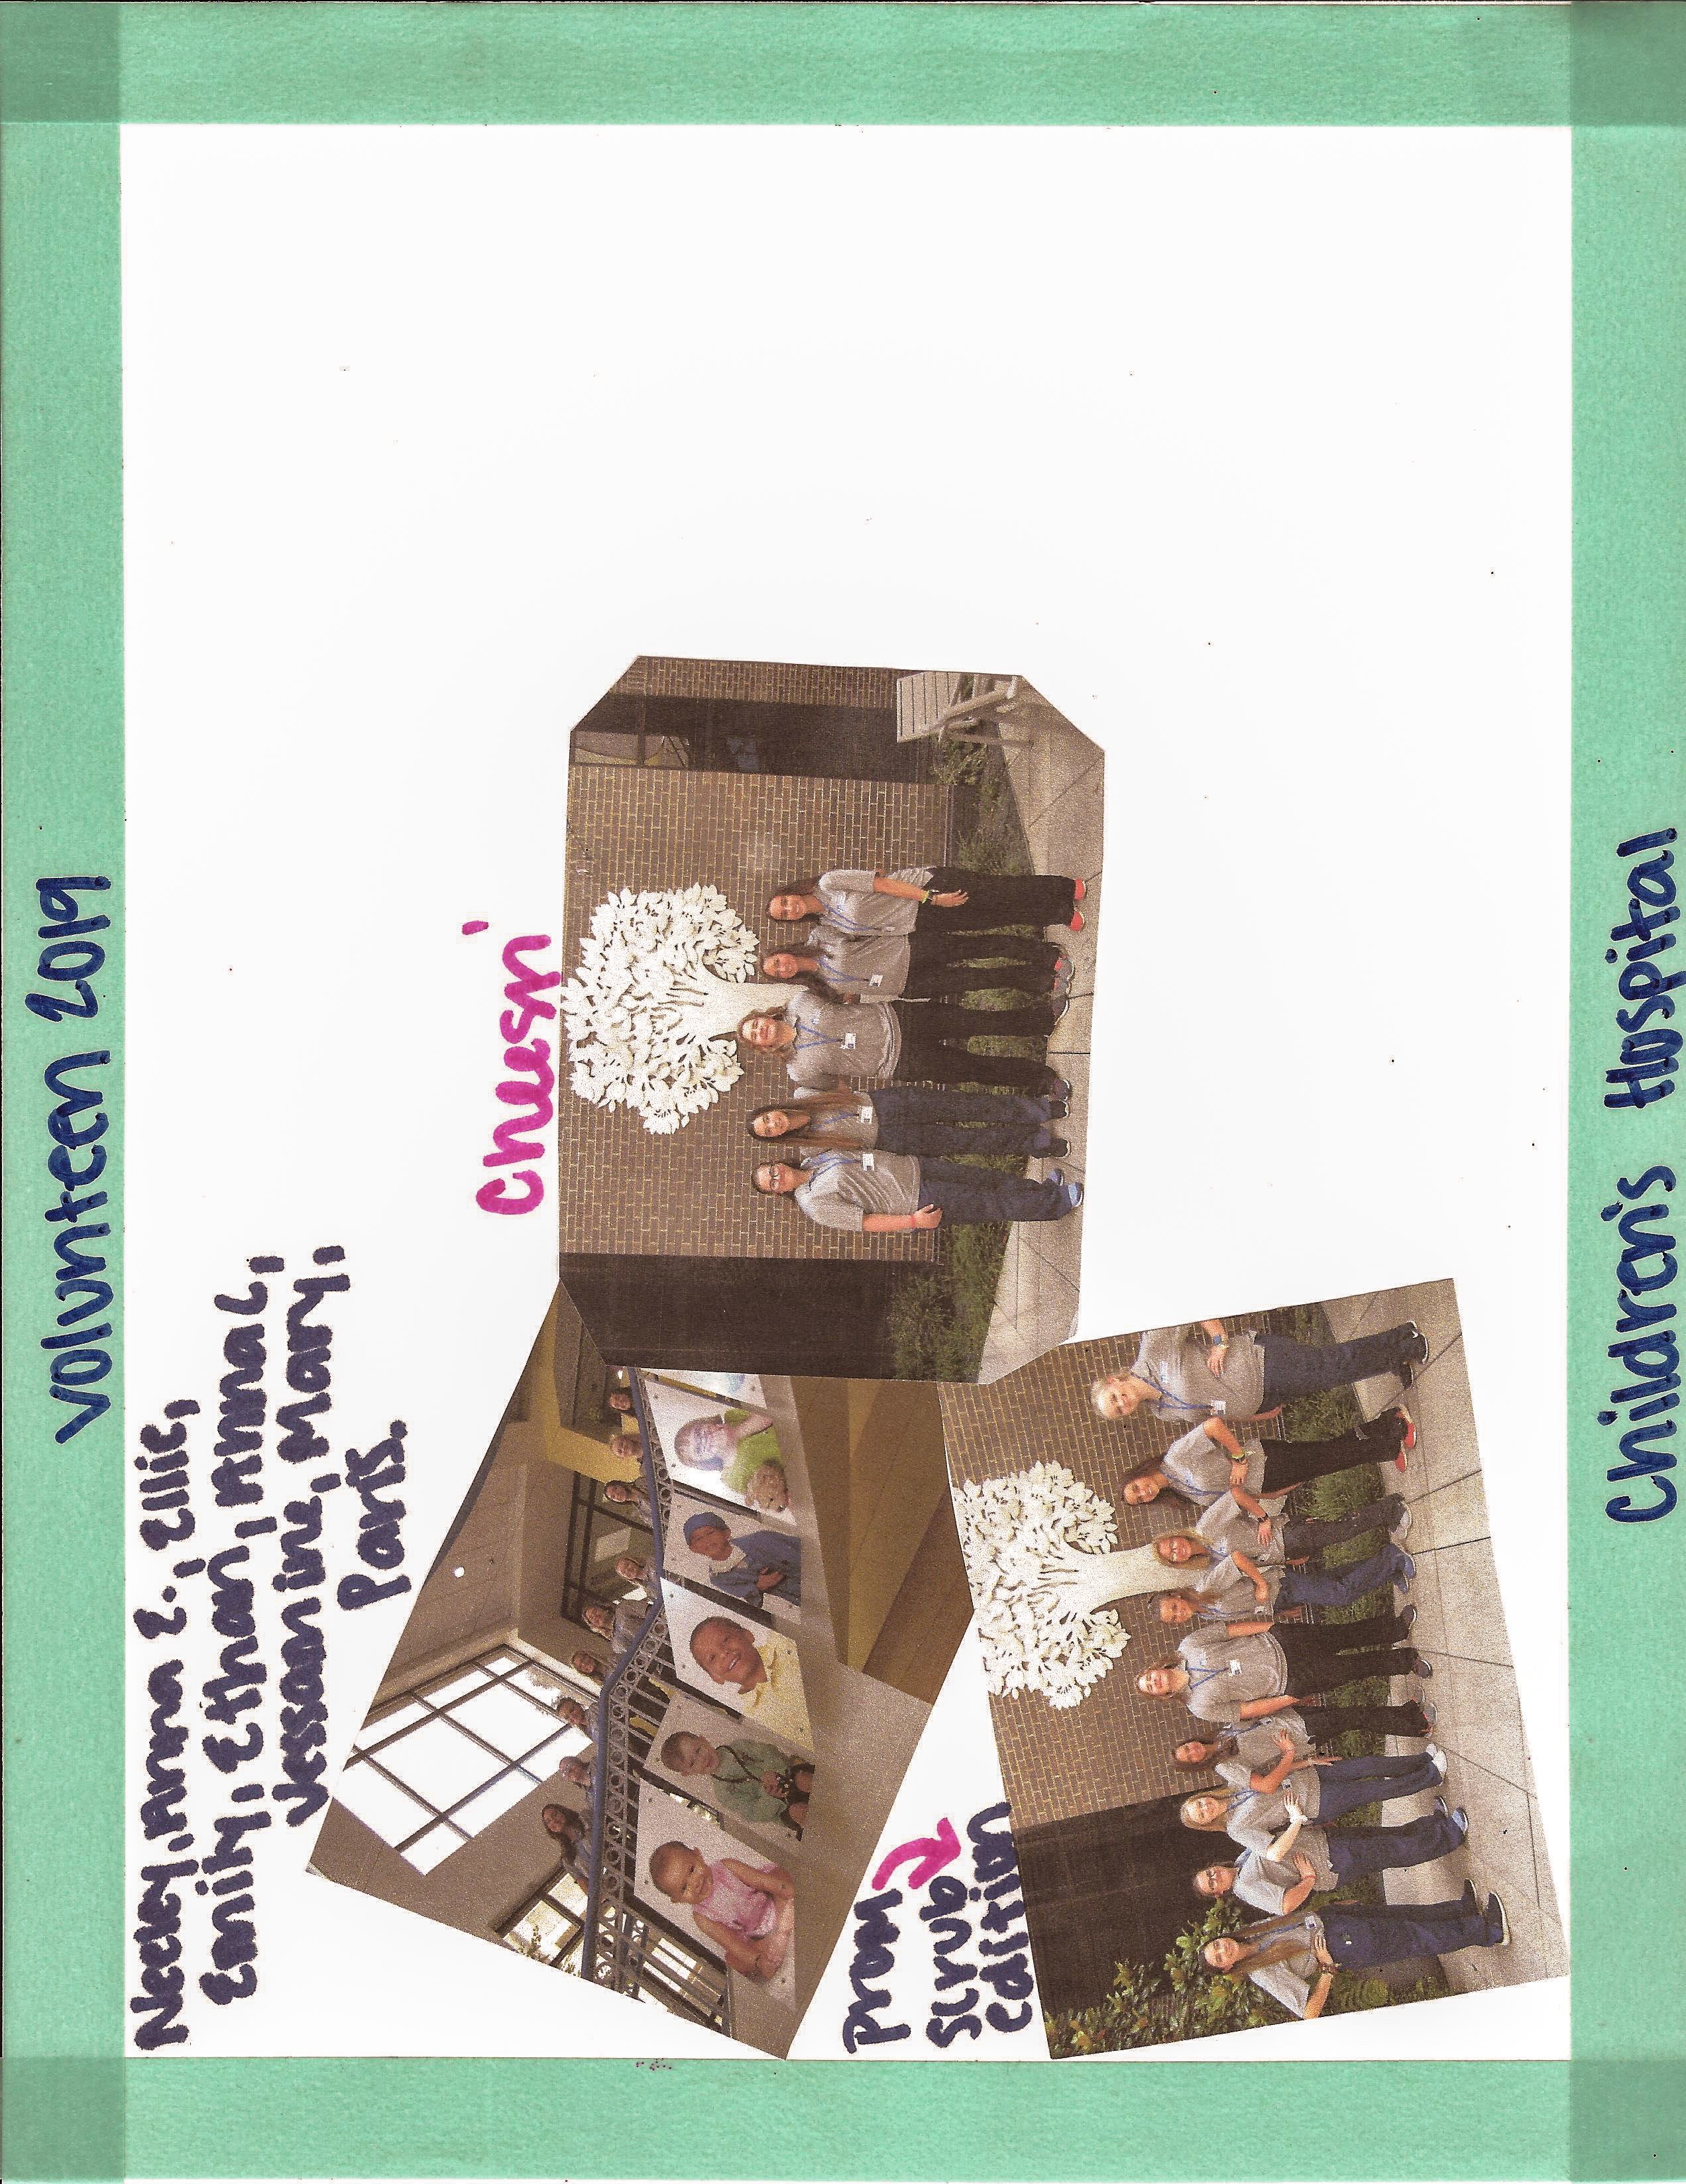 Volunteen 2019
Neeley, Anna E., Ellie,
Emily, Ethan, Anna L,
Jessamine, Mary,
Paris.
Cheesin'
Prom
Scrub
Edition
Children's Hospital